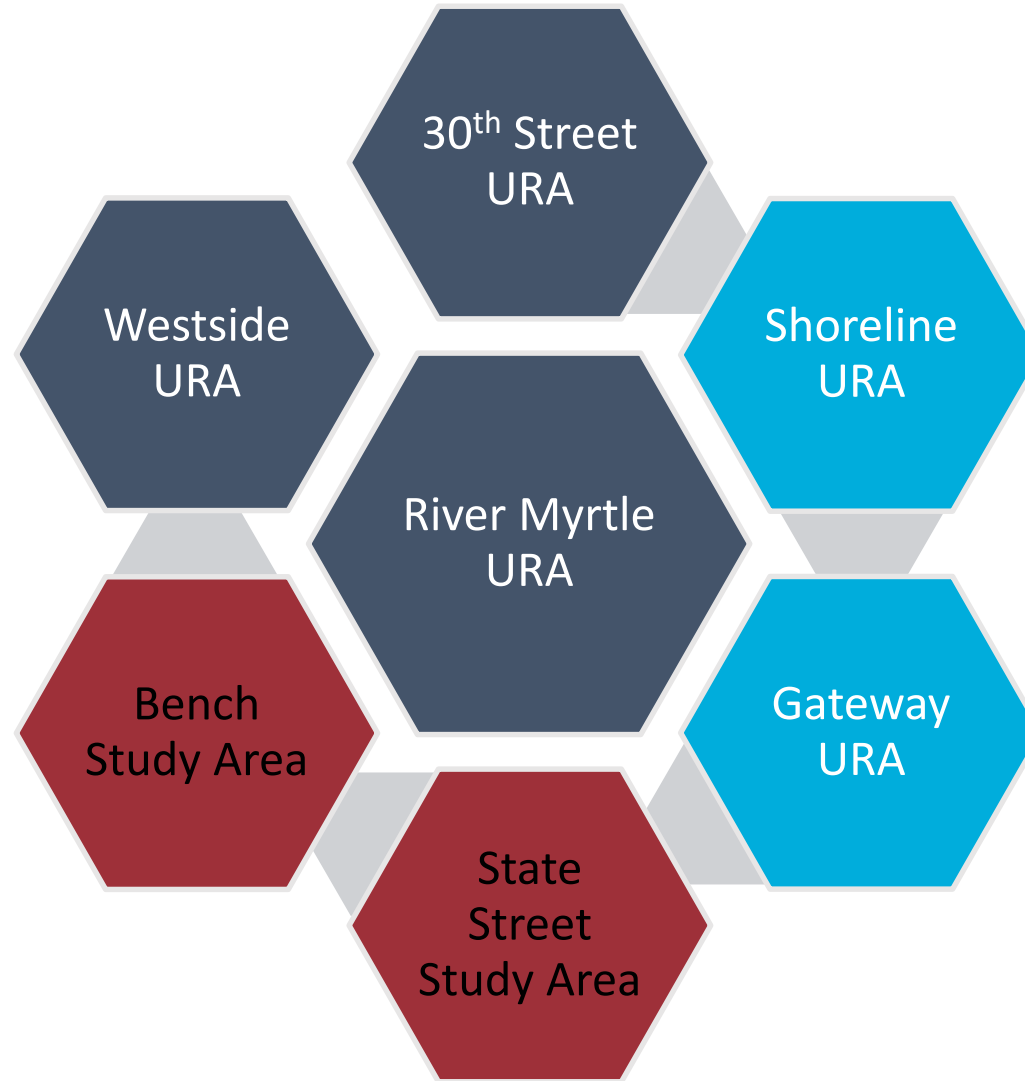 30th Street
URA
Westside
URA
Shoreline
URA
River Myrtle
URA
Bench
Study Area
Gateway
URA
State
Street
Study Area